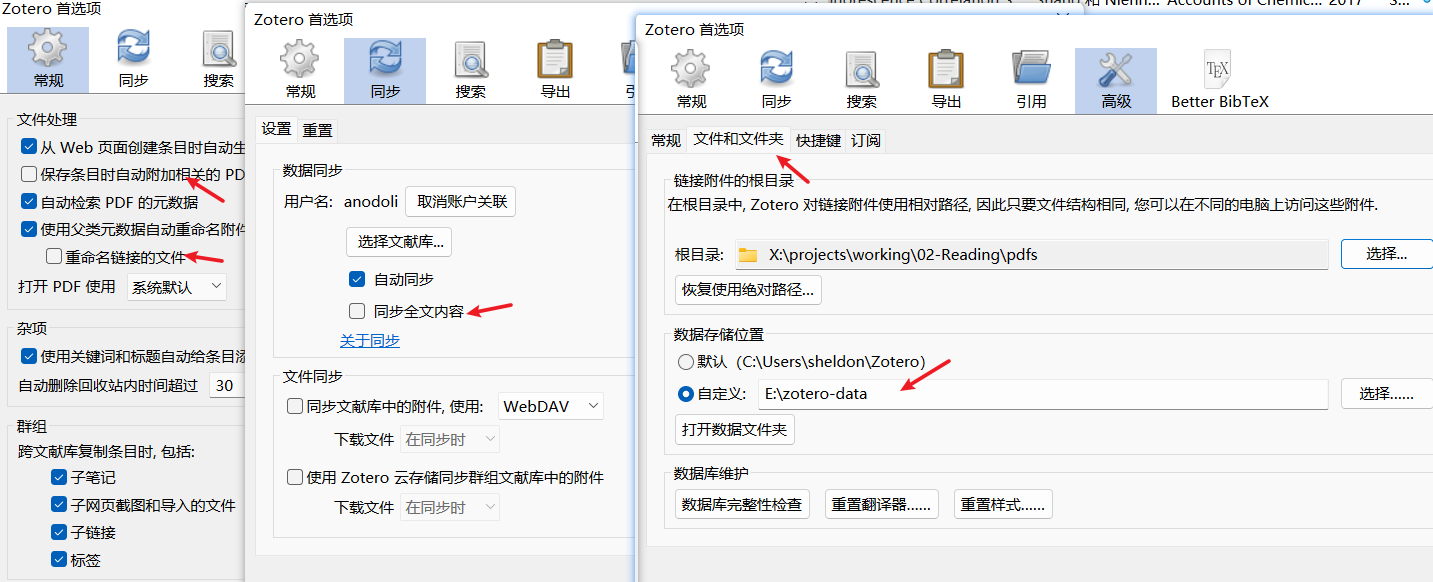 Zotero 首选项
常规
同步
搜索
文件处理
从 Web 页面创建条目时自动生
保存条目时自动附加相关的 PD
自动检索 PDF 的元数据
使用父类元数据自动重命名附件
重命名链接的文件
打开 PDF 使用 系统默认
杂项
使用关键词和标题自动给条目添
自动删除回收站内时间超过 30
群组
跨文献库复制条目时, 包括:
子笔记
子网页截图和导入的文件
子链接
标签
Zotero 首选项
常规
同步
搜索
导出
设置 重置
数据同步
用户名: anodoli 取消账户关联
选择文献库...
自动同步
同步全文内容
关于同步
文件同步
同步文献库中的附件, 使用: WebDAV
下载文件 在同步时
使用 Zotero 云存储同步群组文献库中的附件
下载文件 在同步时
Accounts of Chemic... 2017
Zotero 首选项
常规
同步
搜索
导出
引用
高级
Better BibTeX
常规 文件和文件夹 快捷键 订阅
链接附件的根目录
在根目录中, Zotero 对链接附件使用相对路径, 因此只要文件结构相同, 您可以在不同的电脑上访问这些附件.
根目录: X:\projects\working\02-Reading\pdfs 选择...
恢复使用绝对路径...
数据存储位置
默认（C:\Users\sheldon\Zotero）
自定义: E:\zotero-data 选择......
打开数据文件夹
数据库维护
数据库完整性检查 重置翻译器...... 重置样式......